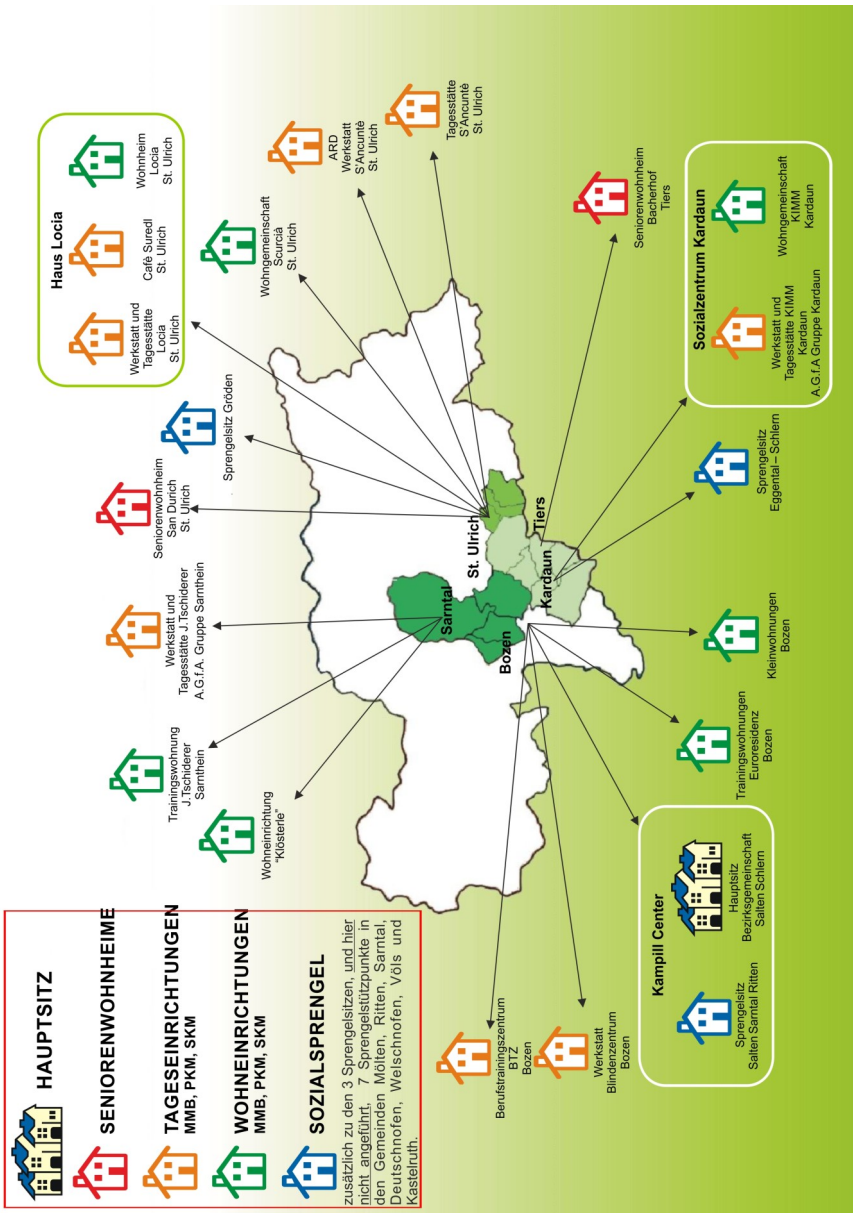 HAUPTSITZ
SENIORENWOHNHEIME
TAGESEINRICHTUNGEN
MMB, PKM, SKM
WOHNEINRICHTUNGEN
MMB, PKM, SKM
SOZIALSPRENGEL
zusätzlich zu den 3 Sprengelsitzen, und hier
nicht angeführt, 7 Sprengelstützpunkte in
den Gemeinden Mölten, Ritten, Sarntal,
Deutschnofen, Welschnofen, Völs und
Kastelruth.
Wohneinrichtung
"Klösterle"
Trainingswohnung
J.Tschiderer
Sarnthein
Werkstatt und
Tagesstätte J.Tschiderer
A.G.f.A. Gruppe Sarnthein
Seniorenwohnheim
San Durich
St. Ulrich
Sprengelsitz Gröden
Haus Locia
Werkstatt und
Tagesstätte
Locia
St. Ulrich
Cafè Suredl
St. Ulrich
Wohnheim
Locia
St. Ulrich
Wohngemeinschaft
Scurcià
St. Ulrich
ARD
Werkstatt
S'Ancuntè
St. Ulrich
Tagesstätte
S'Ancuntè
St. Ulrich
Sarntal
St. Ulrich
Bozen
Kardaun
Tiers
Berufstrainingszentrum
BTZ
Bozen
Werkstatt
Blindenzentrum
Bozen
Kampill Center
Sprengelsitz
Salten Sarntal Ritten
Hauptsitz
Bezirksgemeinschaft
Salten Schlern
Trainingswohnungen
Euroresidenz
Bozen
Kleinwohnungen
Bozen
Sprengelsitz
Eggental – Schlern
Sozialzentrum Kardaun
Werkstatt und
Tagesstätte KIMM
Kardaun
A.G.f.A Gruppe Kardaun
Wohngemeinschaft
KIMM
Kardaun
Seniorenwohnheim
Bacherhof
Tiers